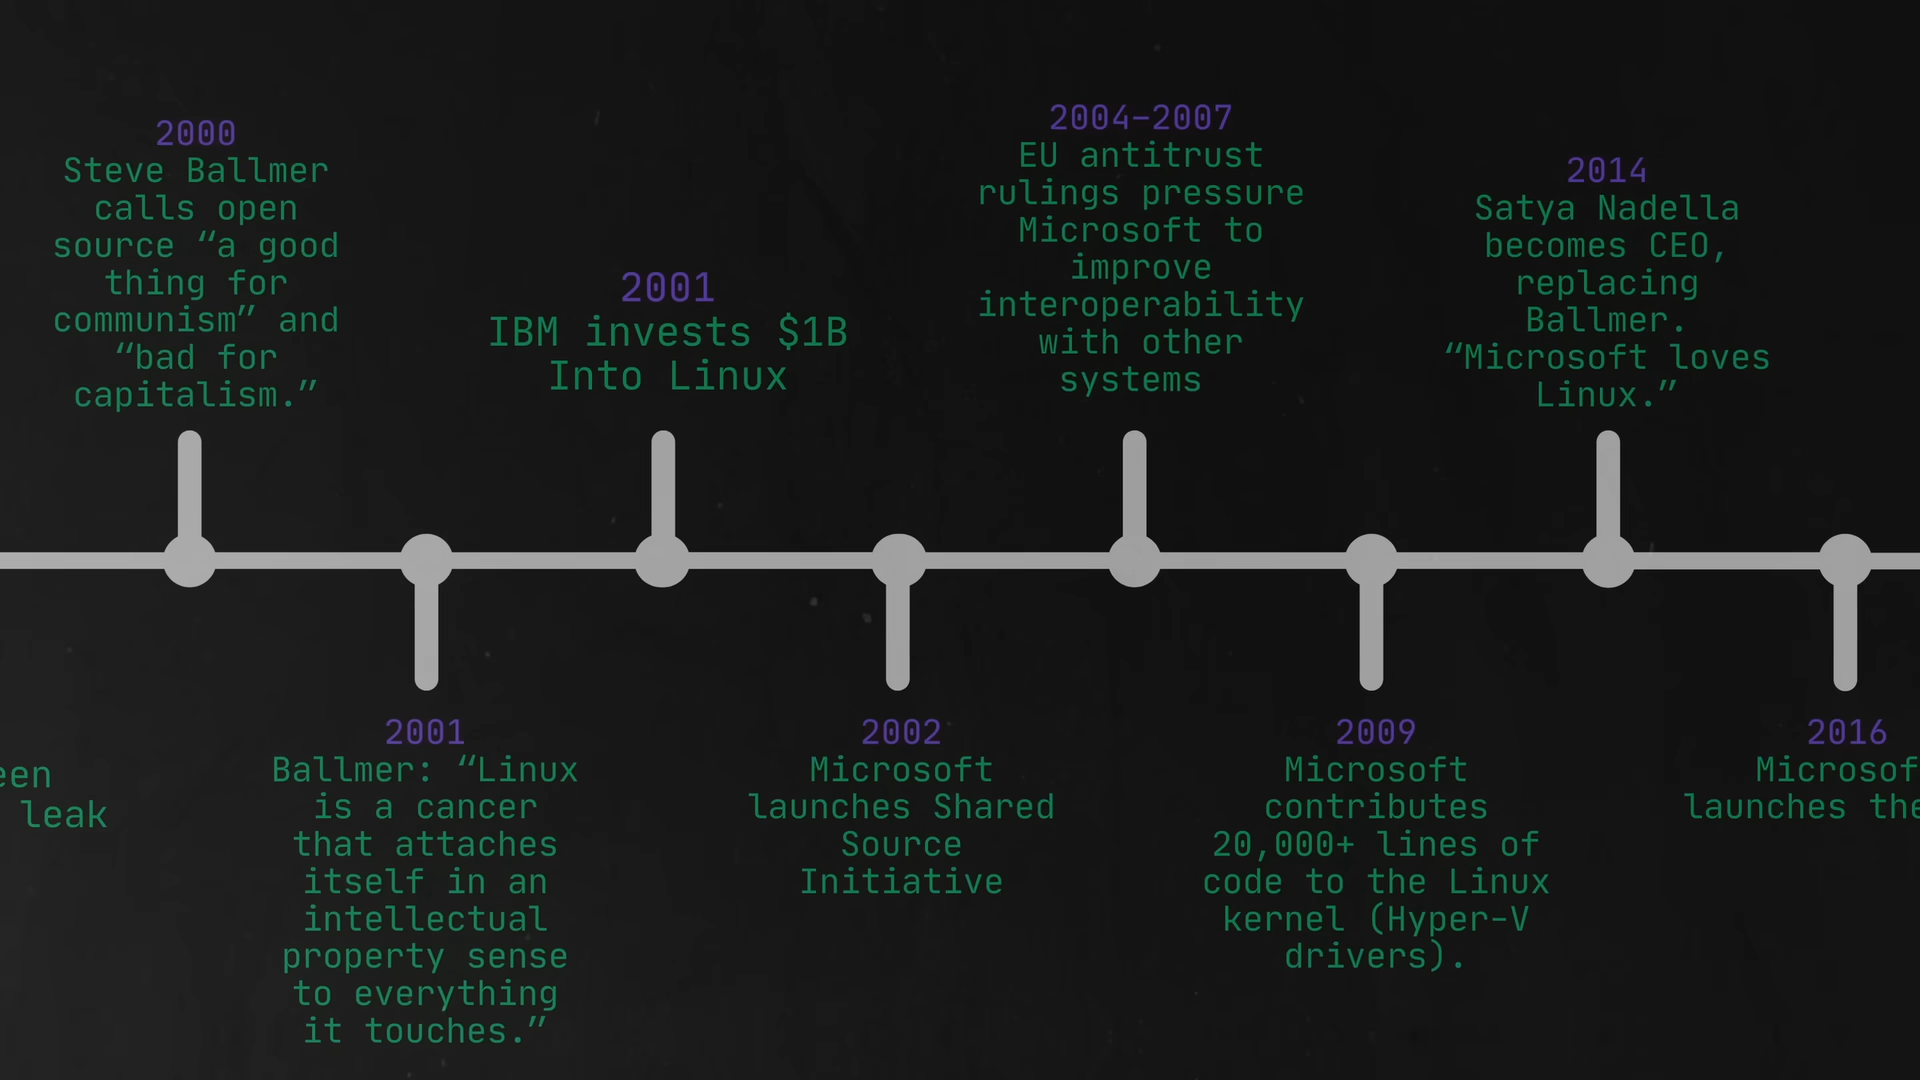 2000
Steve Ballmer
calls open
source “a good
thing for
communism” and
“bad for
capitalism.”
2001
IBM invests $1B
Into Linux
2004-2007
EU antitrust
rulings pressure
Microsoft to
improve
interoperability
with other
systems
2014
Satya Nadella
becomes CEO,
replacing
Ballmer.
“Microsoft loves
Linux.”
leak
2001
Ballmer: “Linux
is a cancer
that attaches
itself in an
intellectual
property sense
to everything
it touches.”
2002
Microsoft
launches Shared
Source
Initiative
2009
Microsoft
contributes
20,000+ lines of
code to the Linux
kernel (Hyper-V
drivers).
2016
launches the